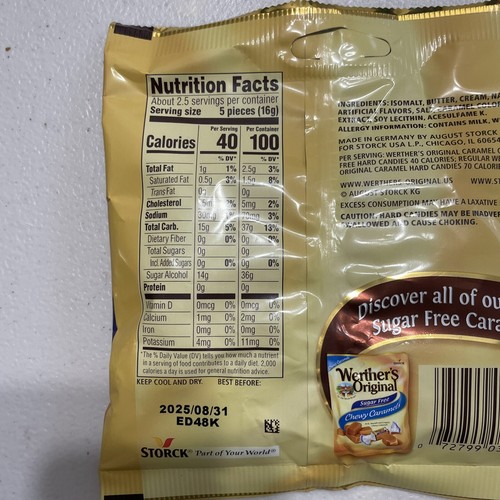 Nutrition Facts
About 2.5 servings per container
Serving size 5 pieces (16g)
Per Serving Per Container
Calories 40 100
% DV* % DV*
Total Fat 1g 1% 2.5g 3%
Saturated Fat 0.5g 3% 1.5g 8%
Trans Fat 0g 0g
Cholesterol 0% 5mg 2%
Sodium 3%
Total Carb. 15g 5% 37g 13%
Dietary Fiber 0g 0% 0g 0%
Total Sugars 0g 0g
Incl. Added Sugars 0g 0% 0g 0%
Sugar Alcohol 14g 36g
Protein 0g 0g
Vitamin D 0mcg 0% 0mcg 0%
Calcium 1mg 0% 2mg 0%
Iron 0mg 0% 0mg 0%
Potassium 4mg 0% 11mg 0%
*The % Daily Value (DV) tells you how much a nutrient
in a serving of food contributes to a daily diet. 2,000
calories a day is used for general nutrition advice.
KEEP COOL AND DRY. BEST BEFORE:
2025/08/31
ED48K
STORCK® Part of Your World®
INGREDIENTS: ISOMALT, BUTTER, CREAM,
ARTIFICIAL FLAVORS, SALT, CARAMEL
EXTRACT, SOY LECITHIN, ACESULFAME K.
ALLERGY INFORMATION: CONTAINS MILK,
MADE IN GERMANY BY AUGUST STORCK
FOR STORCK USA L.P., CHICAGO, IL
PER SERVING: WERTHER'S ORIGINAL CARAMEL
FREE HARD CANDIES 40 CALORIES; REGULAR
ORIGINAL CARAMEL HARD CANDIES 70
WWW.WERTHERS-ORIGINAL.US
© AUGUST STORCK KG
EXCESS CONSUMPTION MAY HAVE A LAXATIVE
CAUTION: HARD CANDIES MAY BE
SWALLOWED AND CAUSE CHOKING.
Discover all of
Sugar Free
Werther's
Original
Sugar Free
Chewy Caramels
0 72799